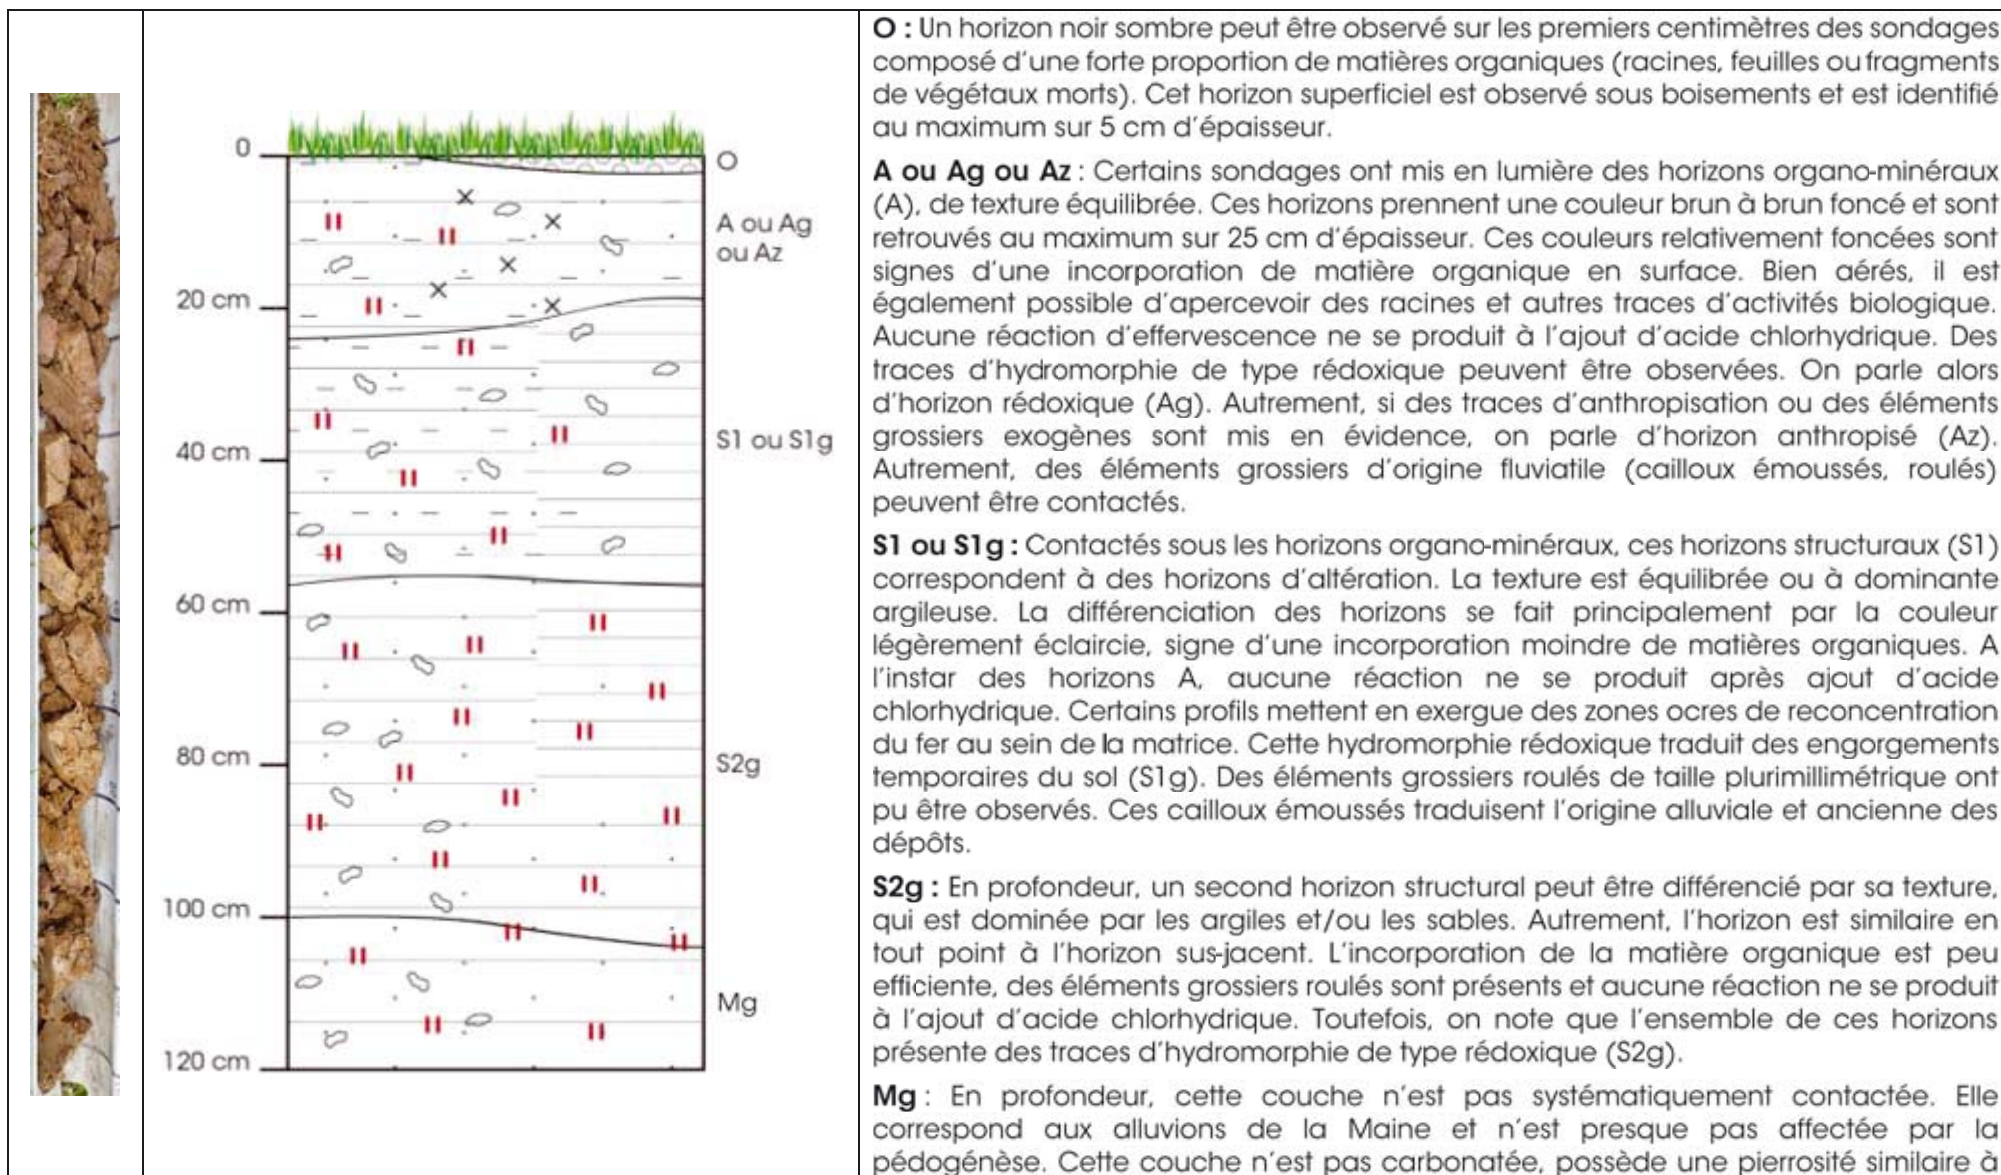 0
20 cm
40 cm
60 cm
80 cm
100 cm
120 cm
O
A ou Ag
ou Az
S1 ou S1g
S2g
Mg
O : Un horizon noir sombre peut être observé sur les premiers centimètres des sondages
composé d'une forte proportion de matières organiques (racines, feuilles ou fragments
de végétaux morts). Cet horizon superficiel est observé sous boisements et est identifié
au maximum sur 5 cm d'épaisseur.
A ou Ag ou Az : Certains sondages ont mis en lumière des horizons organo-minéraux
(A), de texture équilibrée. Ces horizons prennent une couleur brun à brun foncé et sont
retrouvés au maximum sur 25 cm d'épaisseur. Ces couleurs relativement foncées sont
signes d'une incorporation de matière organique en surface. Bien aérés, il est
également possible d'apercevoir des racines et autres traces d'activités biologique.
Aucune réaction d'effervescence ne se produit à l'ajout d'acide chlorhydrique. Des
traces d'hydromorphie de type rédoxique peuvent être observées. On parle alors
d'horizon rédoxique (Ag). Autrement, si des traces d'anthropisation ou des éléments
grossiers exogènes sont mis en évidence, on parle d'horizon anthropisé (Az).
Autrement, des éléments grossiers d'origine fluviatile (cailloux émoussés, roulés)
peuvent être contactés.
S1 ou S1g : Contactés sous les horizons organo-minéraux, ces horizons structuraux (S1)
correspondent à des horizons d'altération. La texture est équilibrée ou à dominante
argileuse. La différenciation des horizons se fait principalement par la couleur
légèrement éclaircie, signe d'une incorporation moindre de matières organiques. A
l'instar des horizons A, aucune réaction ne se produit après ajout d'acide
chlorhydrique. Certains profils mettent en exergue des zones ocres de reconcentration
du fer au sein de la matrice. Cette hydromorphie rédoxique traduit des engorgements
temporaires du sol (S1g). Des éléments grossiers roulés de taille plurimillimétrique ont
pu être observés. Ces cailloux émoussés traduisent l'origine alluviale et ancienne des
dépôts.
S2g : En profondeur, un second horizon structural peut être différencié par sa texture,
qui est dominée par les argiles et/ou les sables. Autrement, l'horizon est similaire en
tout point à l'horizon sus-jacent. L'incorporation de la matière organique est peu
efficiente, des éléments grossiers roulés sont présents et aucune réaction ne se produit
à l'ajout d'acide chlorhydrique. Toutefois, on note que l'ensemble de ces horizons
présente des traces d'hydromorphie de type rédoxique (S2g).
Mg : En profondeur, cette couche n'est pas systématiquement contactée. Elle
correspond aux alluvions de la Maine et n'est presque pas affectée par la
pédogénèse. Cette couche n'est pas carbonatée, possède une pierrosité similaire à